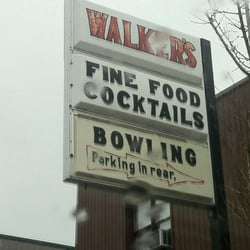 WALKER'S
FINE FOOD
COCKTAILS
BOWLING
Parking in rear.